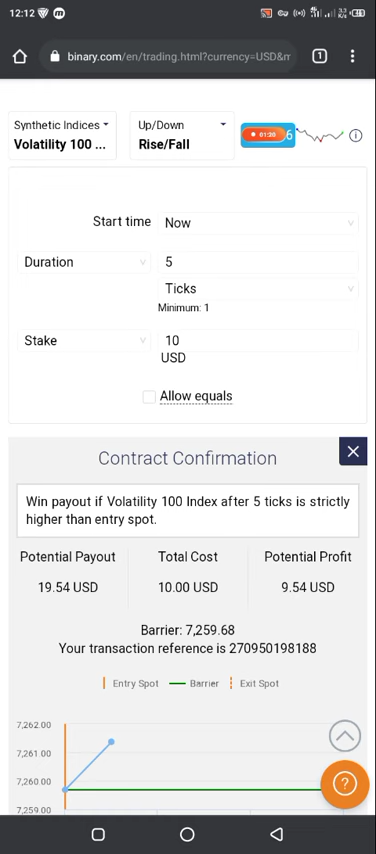 12:12
binary.com/en/trading.html?currency=USD&m
1
Synthetic Indices
Volatility 100 ...
Up/Down
Rise/Fall
01:20
6
Start time
Now
Duration
5
Ticks
Minimum: 1
Stake
10
USD
Allow equals
Contract Confirmation
Win payout if Volatility 100 Index after 5 ticks is strictly
higher than entry spot.
Potential Payout
Total Cost
Potential Profit
19.54 USD
10.00 USD
9.54 USD
Barrier: 7,259.68
Your transaction reference is 270950198188
Entry Spot
Barrier
Exit Spot
7,262.00
7,261.00
7,260.00
7,259.00